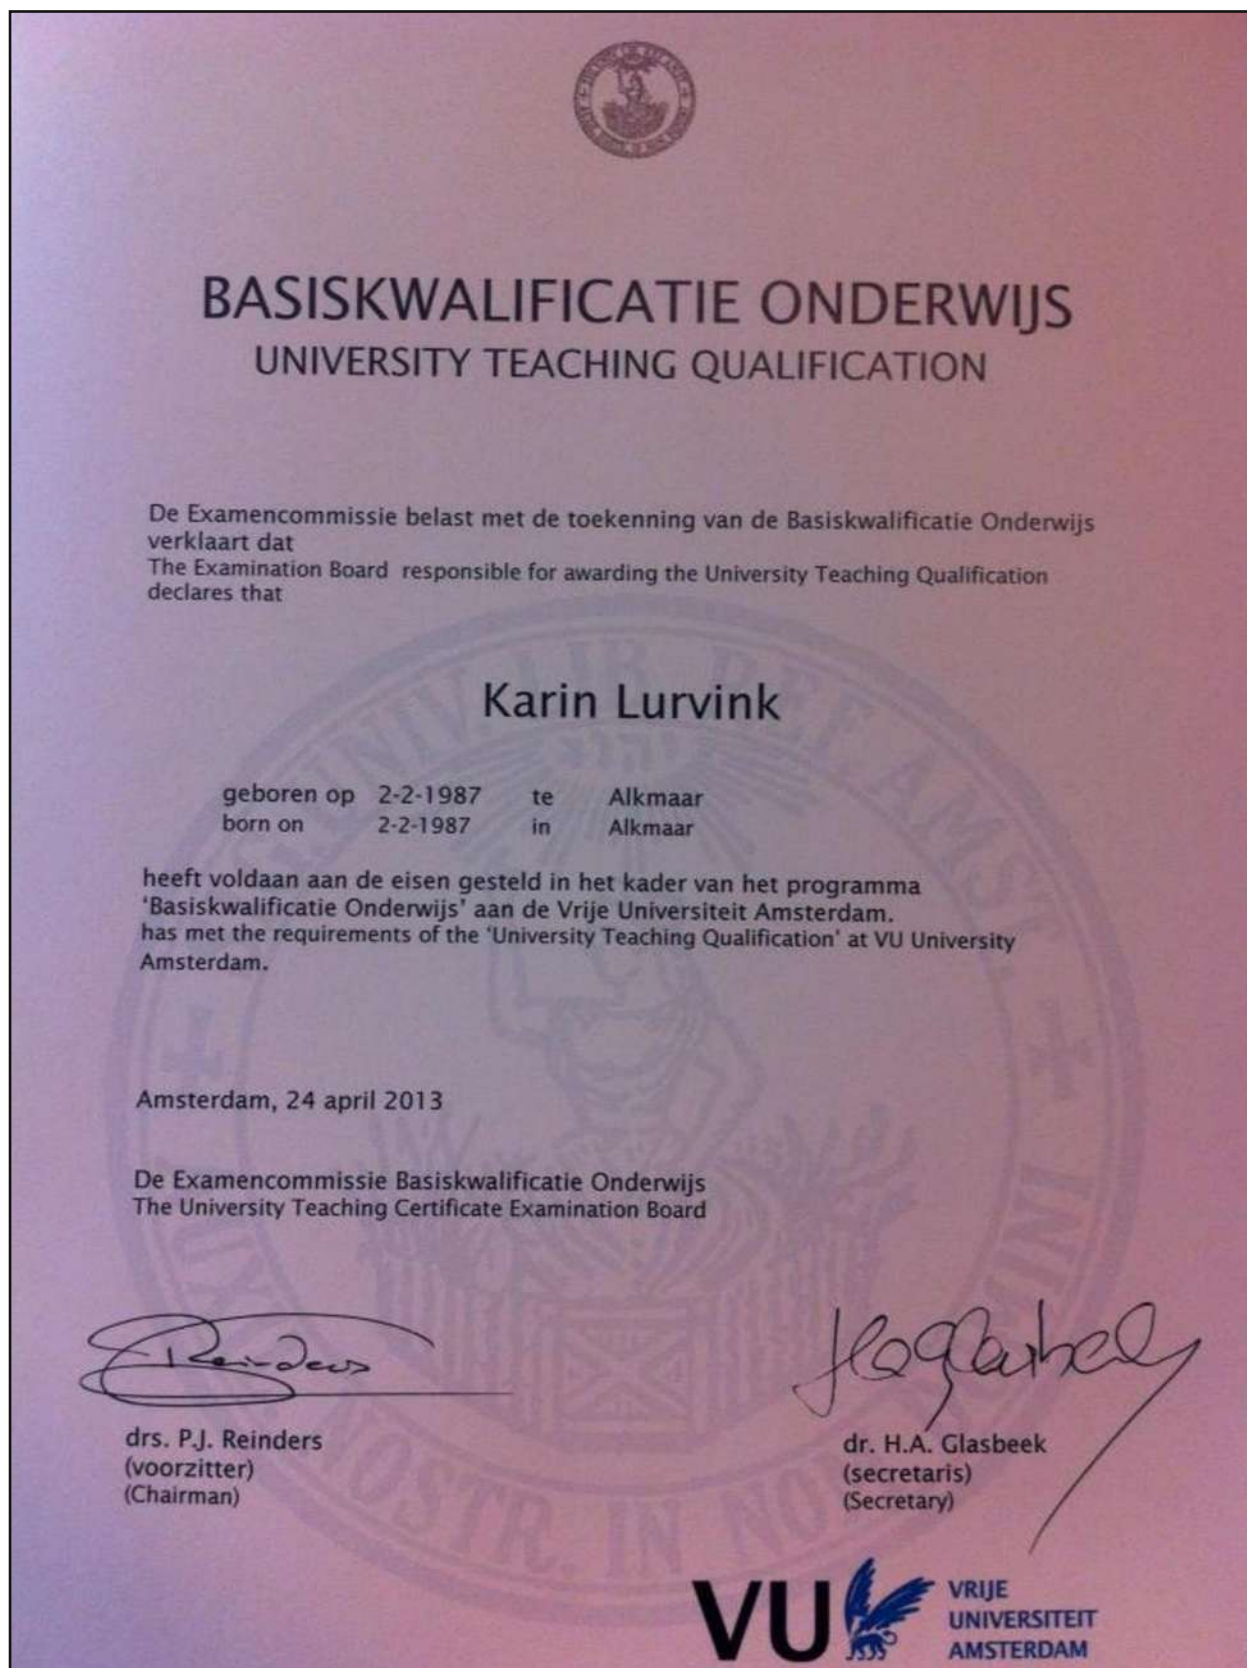 BASISKWALIFICATIE ONDERWIJS
UNIVERSITY TEACHING QUALIFICATION
De Examencommissie belast met de toekenning van de Basiskwalificatie Onderwijs
verklaart dat
The Examination Board responsible for awarding the University Teaching Qualification
declares that
Karin Lurvink
geboren op 2-2-1987 te Alkmaar
born on 2-2-1987 in Alkmaar
heeft voldaan aan de eisen gesteld in het kader van het programma
'Basiskwalificatie Onderwijs' aan de Vrije Universiteit Amsterdam.
has met the requirements of the 'University Teaching Qualification' at VU University
Amsterdam.
Amsterdam, 24 april 2013
De Examencommissie Basiskwalificatie Onderwijs
The University Teaching Certificate Examination Board
Reinders
HaGlasbeek
drs. P.J. Reinders
(voorzitter)
(Chairman)
dr. H.A. Glasbeek
(secretaris)
(Secretary)
VU
VRIJE
UNIVERSITEIT
AMSTERDAM